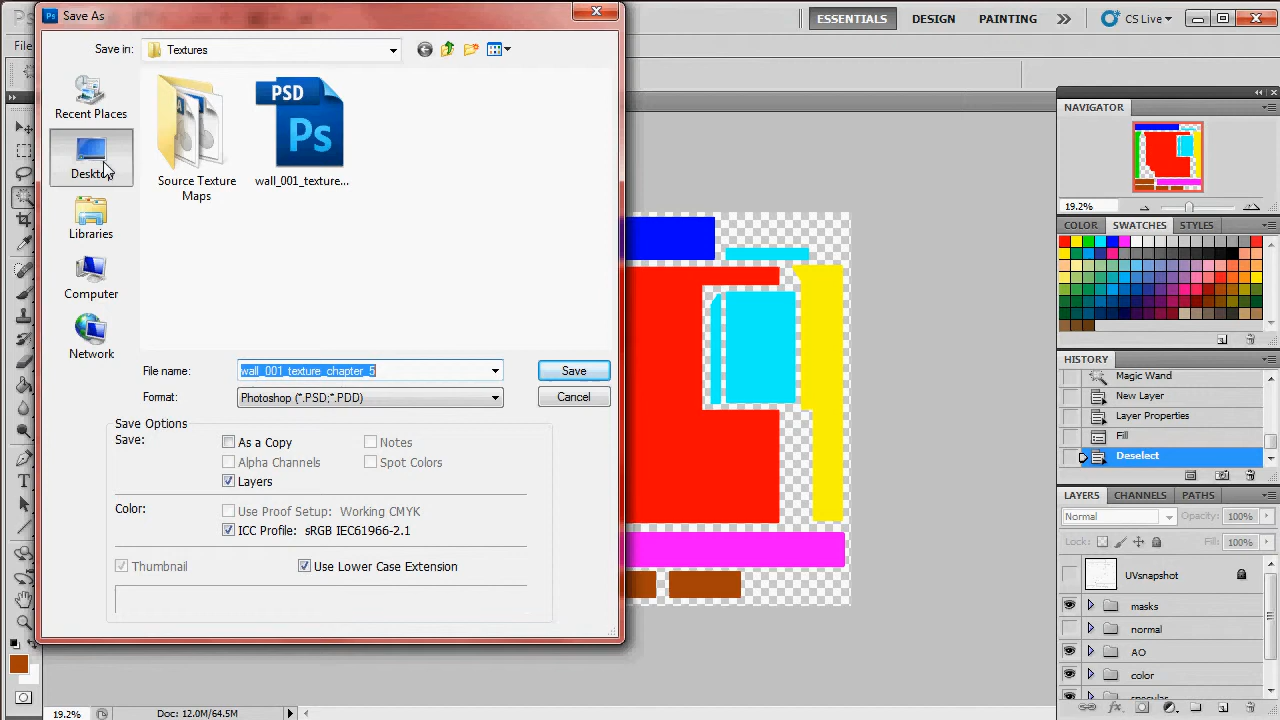 Ps Save As
ESSENTIALS DESIGN PAINTING CS Live
File
Save in: Textures
Recent Places
Desktop
Libraries
Computer
Network
PSD
Ps
Source Texture Maps
wall_001_texture...
File name: wall_001_texture_chapter_5 Save
Format: Photoshop (*.PSD;*.PDD) Cancel
Save Options
Save: As a Copy Notes
Alpha Channels Spot Colors
Layers
Color: Use Proof Setup: Working CMYK
ICC Profile: sRGB IEC61966-2.1
Thumbnail Use Lower Case Extension
NAVIGATOR
19.2%
COLOR SWATCHES STYLES
HISTORY
Magic Wand
New Layer
Layer Properties
Fill
Deselect
LAYERS CHANNELS PATHS
Normal Opacity: 100%
Lock: Fill: 100%
UVsnapshot
masks
normal
AO
color
specular
19.2% Doc: 12.0M/64.5M